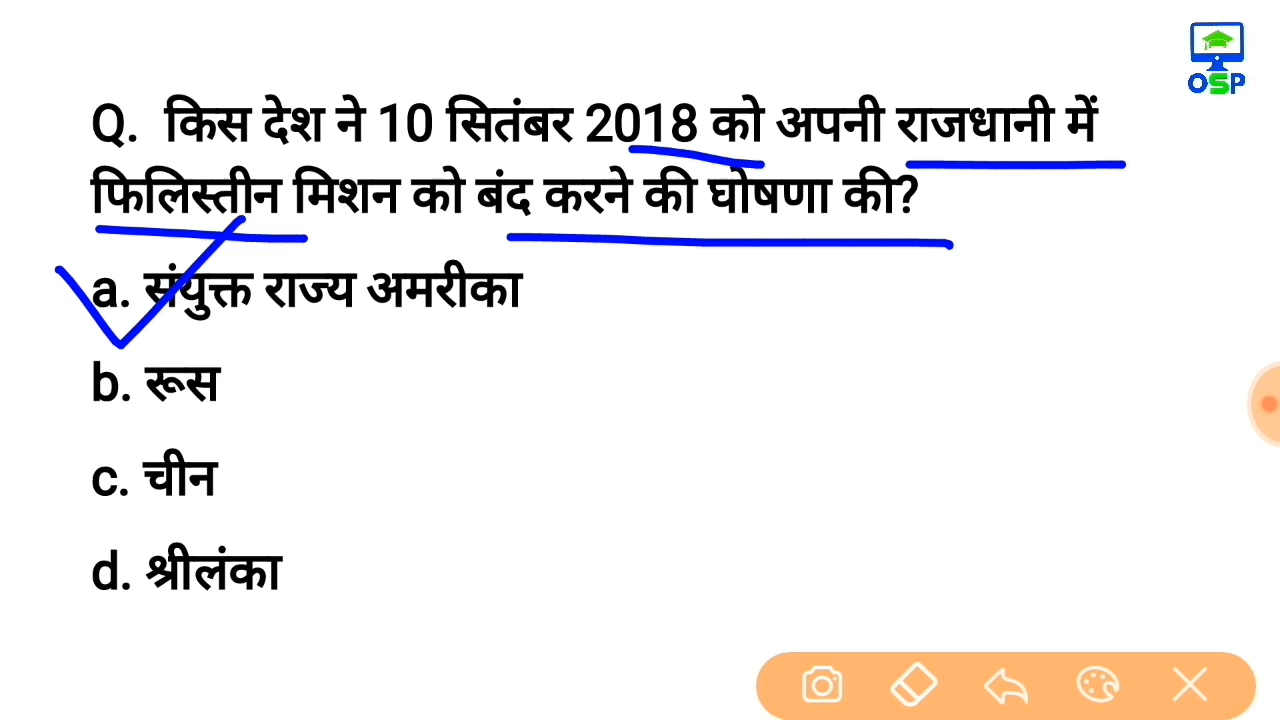 OSP
Q. किस देश ने 10 सितंबर 2018 को अपनी राजधानी में
फिलिस्तीन मिशन को बंद करने की घोषणा की?
a. संयुक्त राज्य अमरीका
b. रूस
c. चीन
d. श्रीलंका